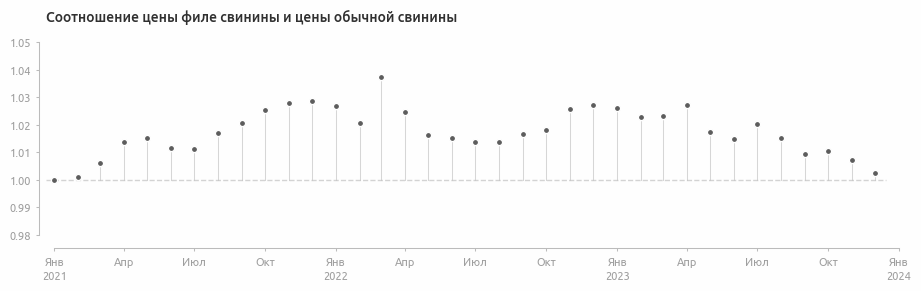 Соотношение цены филе свинины и цены обычной свинины
1.05
1.04
1.03
1.02
1.01
1.00
0.99
0.98
Янв Апр Июл Окт Янв Апр Июл Окт Янв Апр Июл Окт Янв
2021 2022 2023 2024